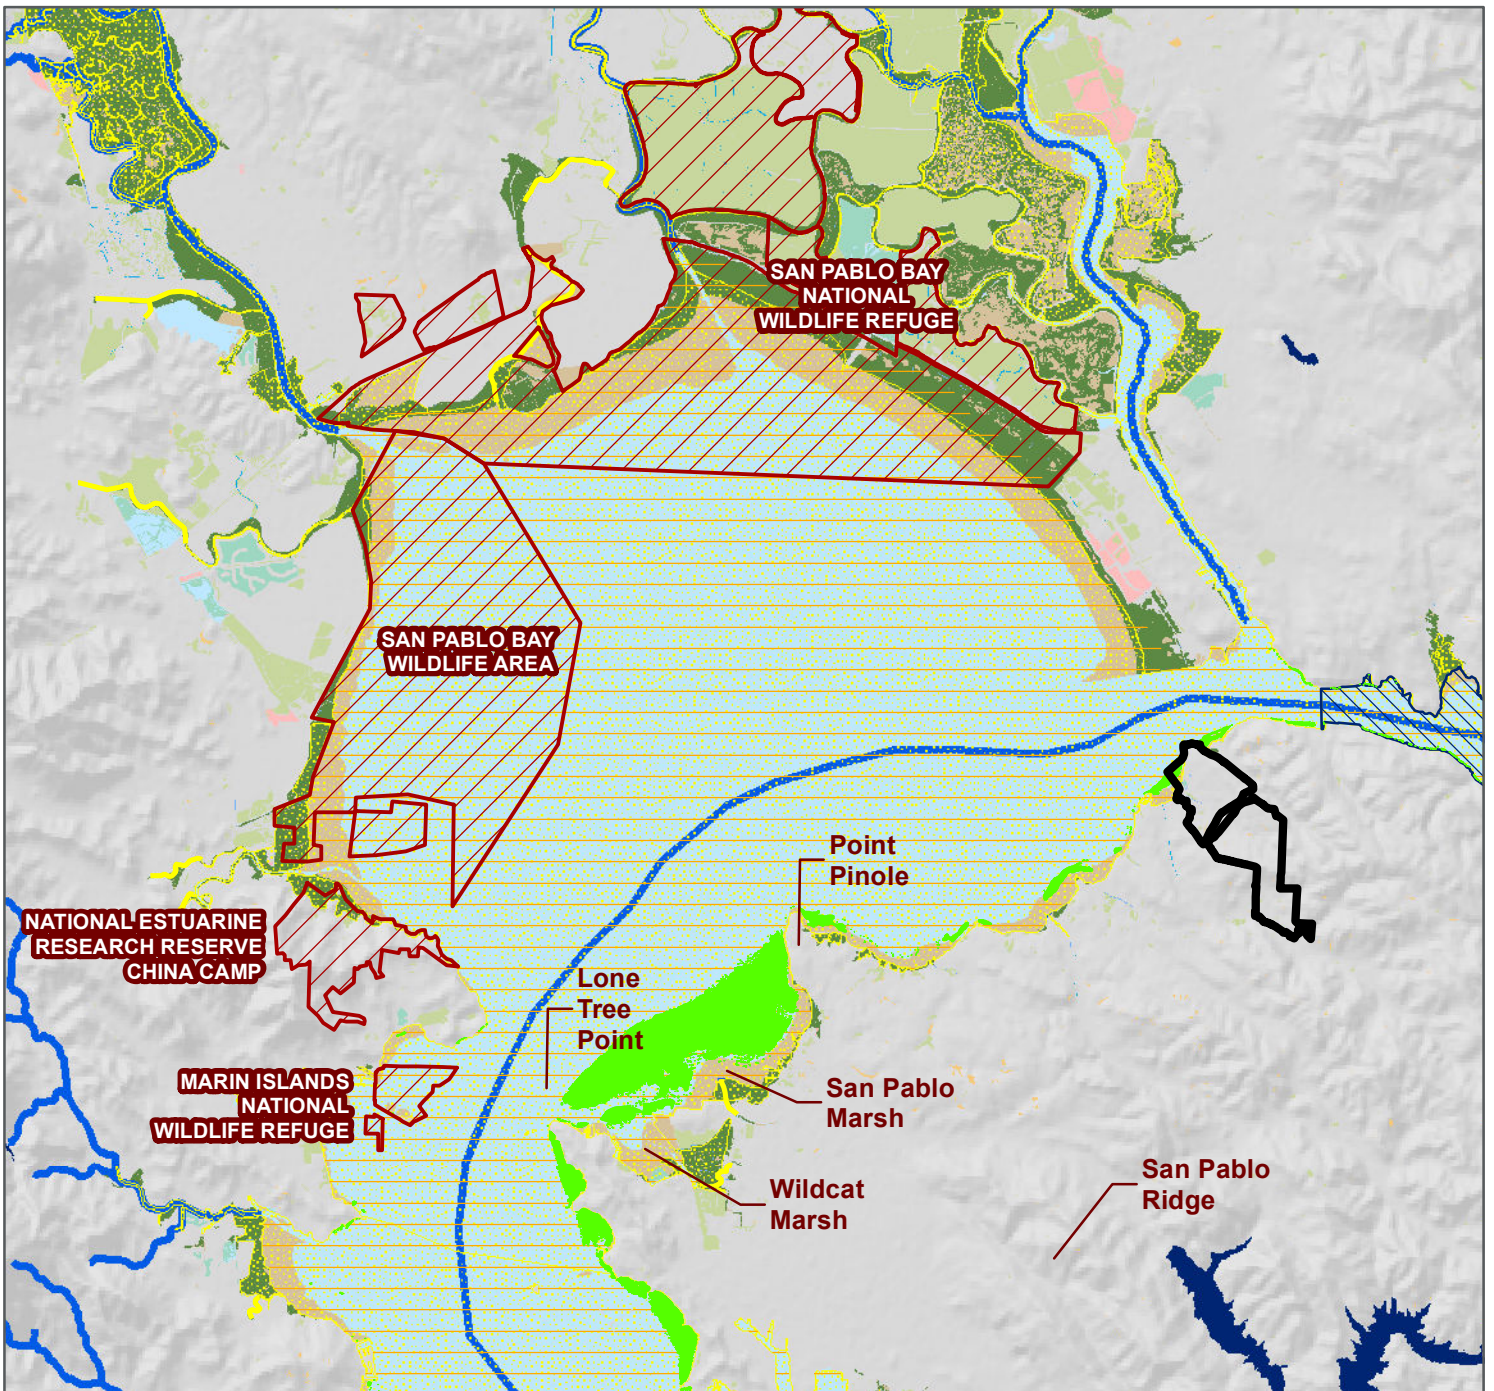 SAN PABLO BAY
NATIONAL
WILDLIFE REFUGE
SAN PABLO BAY
WILDLIFE AREA
Point
Pinole
NATIONAL ESTUARINE
RESEARCH RESERVE
CHINA CAMP
Lone
Tree
Point
MARIN ISLANDS
NATIONAL
WILDLIFE REFUGE
San Pablo
Marsh
Wildcat
Marsh
San Pablo
Ridge